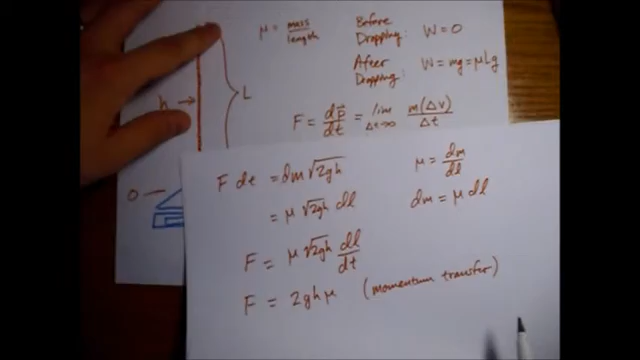 μ = mass/length
Before Dropping: W = 0
After Dropping: W = mg = μLg
h → L
F = dp⃗/dt = lim Δt→0 m(Δv)/Δt
0 —
F dt = dm √2gh
μ = dm/dl
= μ √2gh dl
dm = μ dl
F = μ √2gh dl/dt
F = 2ghμ (momentum transfer)